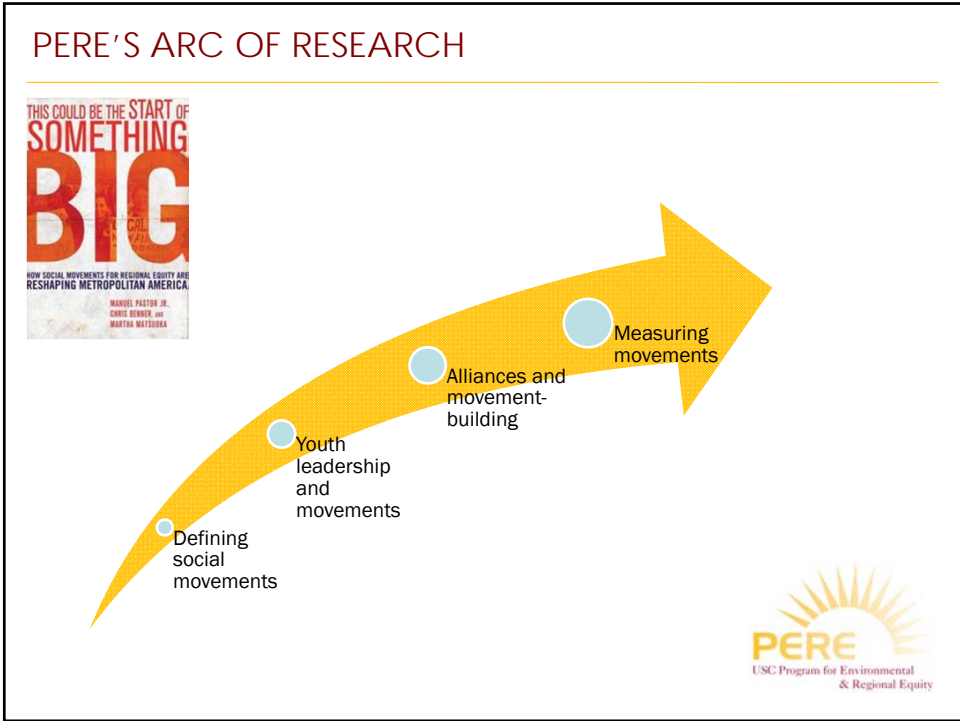 PERE'S ARC OF RESEARCH
THIS COULD BE THE START OF
SOMETHING
BIG
HOW SOCIAL MOVEMENTS FOR REGIONAL EQUITY ARE
RESHAPING METROPOLITAN AMERICA
MANUEL PASTOR JR.
CHRIS BENNER, AND
MARTHA MATSUOKA
Measuring
movements
Alliances and
movement-
building
Youth
leadership
and
movements
Defining
social
movements
PERE
USC Program for Environmental
& Regional Equity